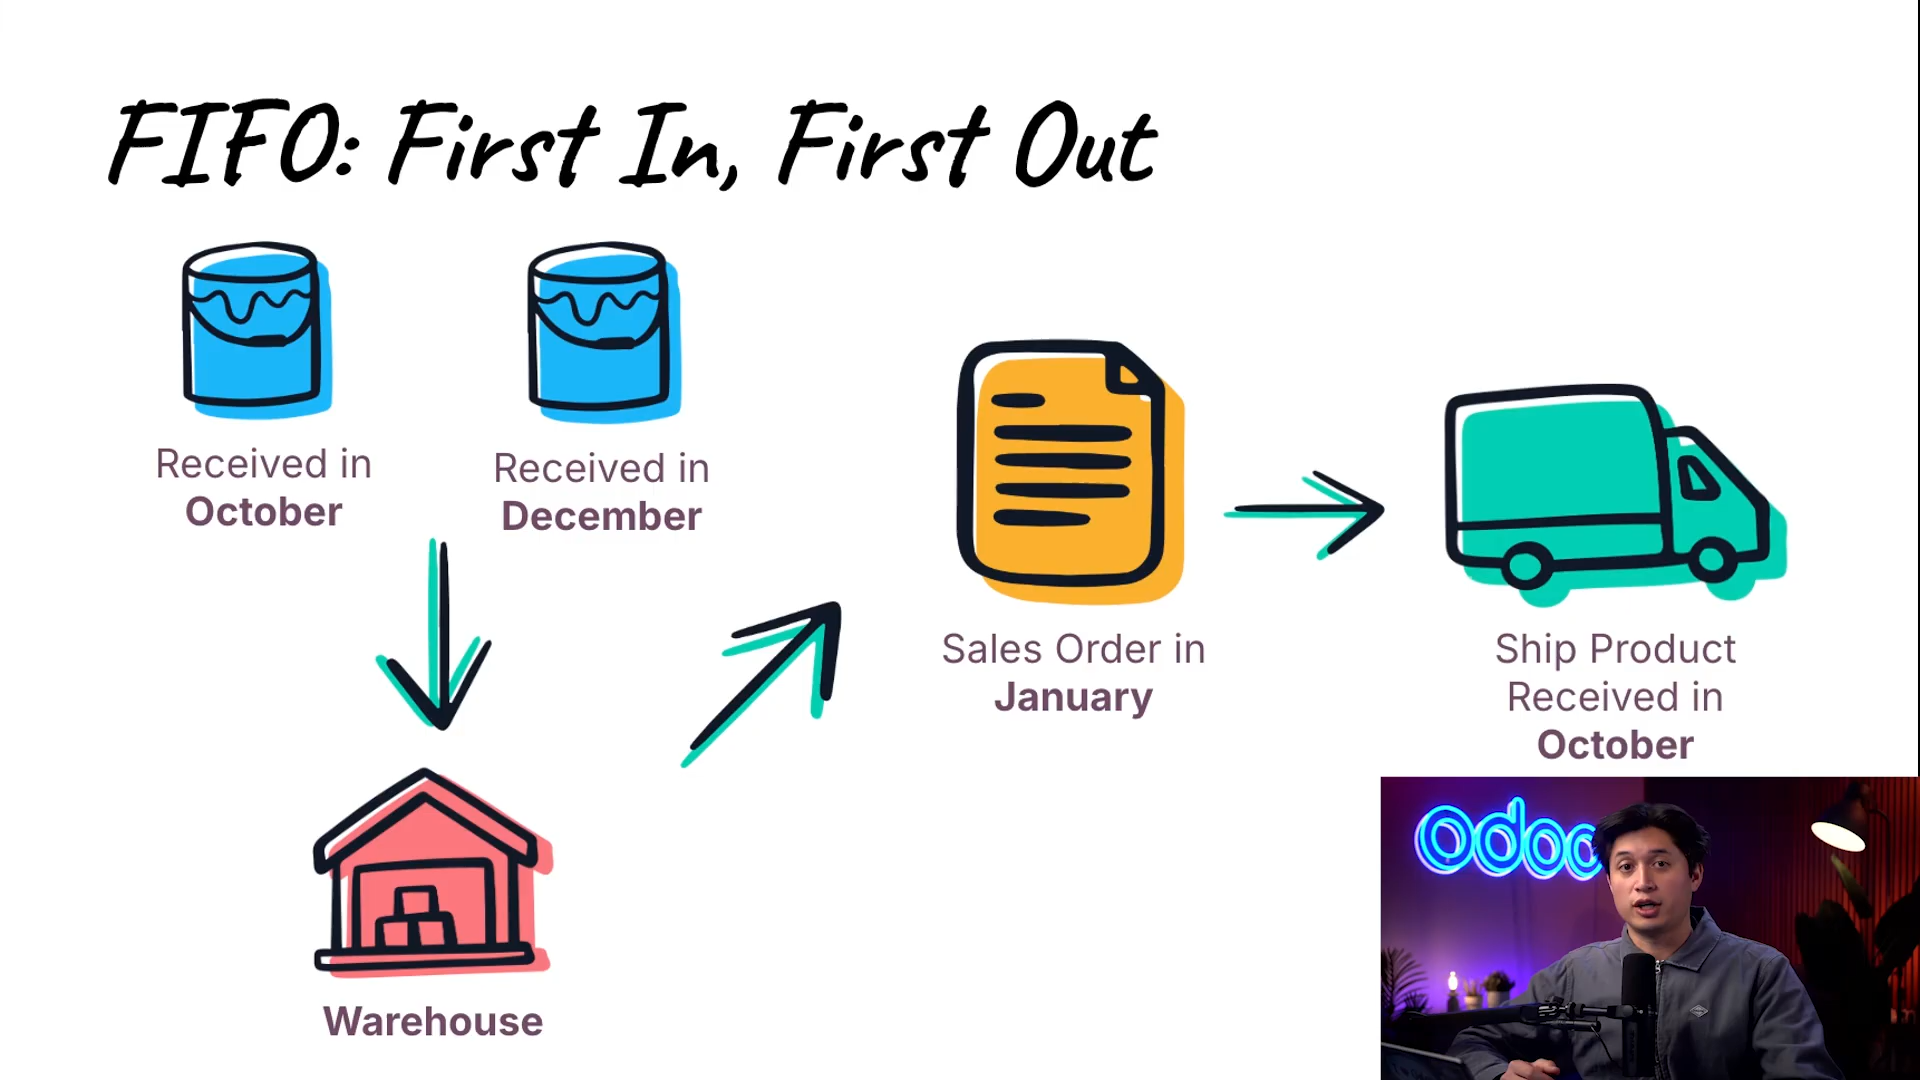 FIFO: First In, First Out
Received in
October
Received in
December
Sales Order in
January
Ship Product
Received in
October
Warehouse
odoo